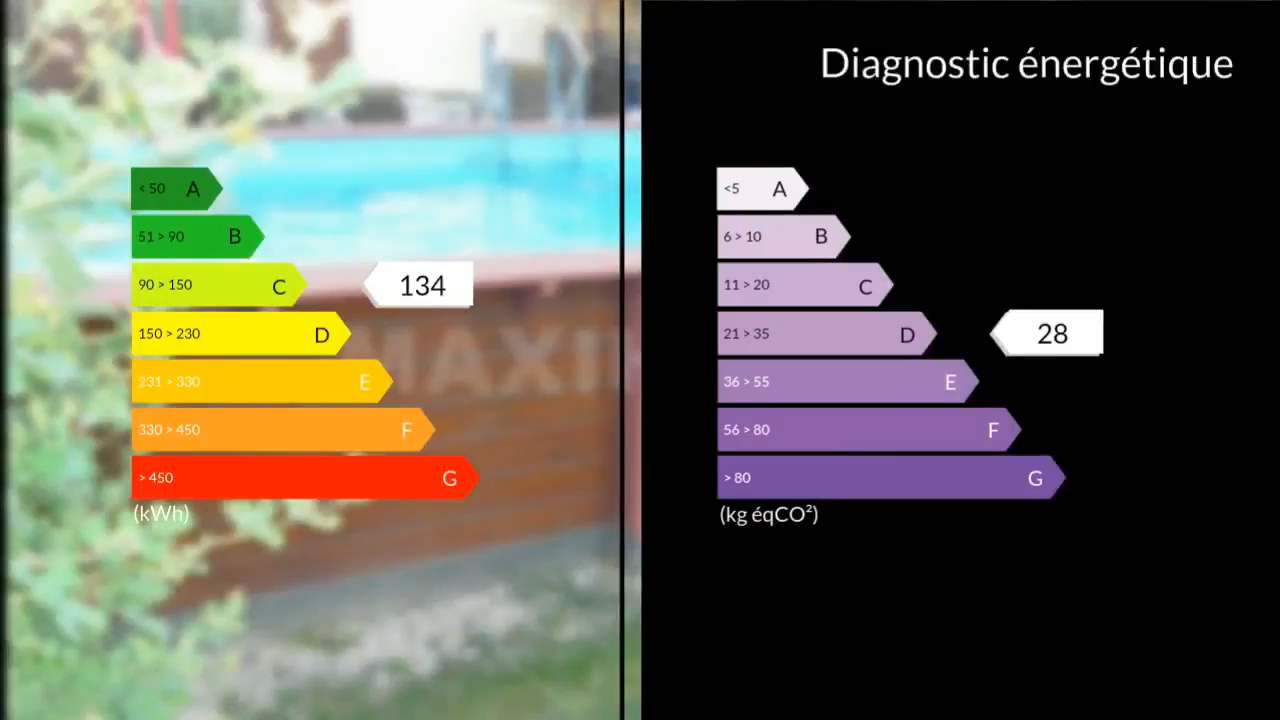 Diagnostic énergétique
< 50 A
51 > 90 B
90 > 150 C
134
150 > 230 D
231 > 330 E
330 > 450 F
> 450 G
(kWh)
<5 A
6 > 10 B
11 > 20 C
21 > 35 D
28
36 > 55 E
56 > 80 F
> 80 G
(kg éqCO²)